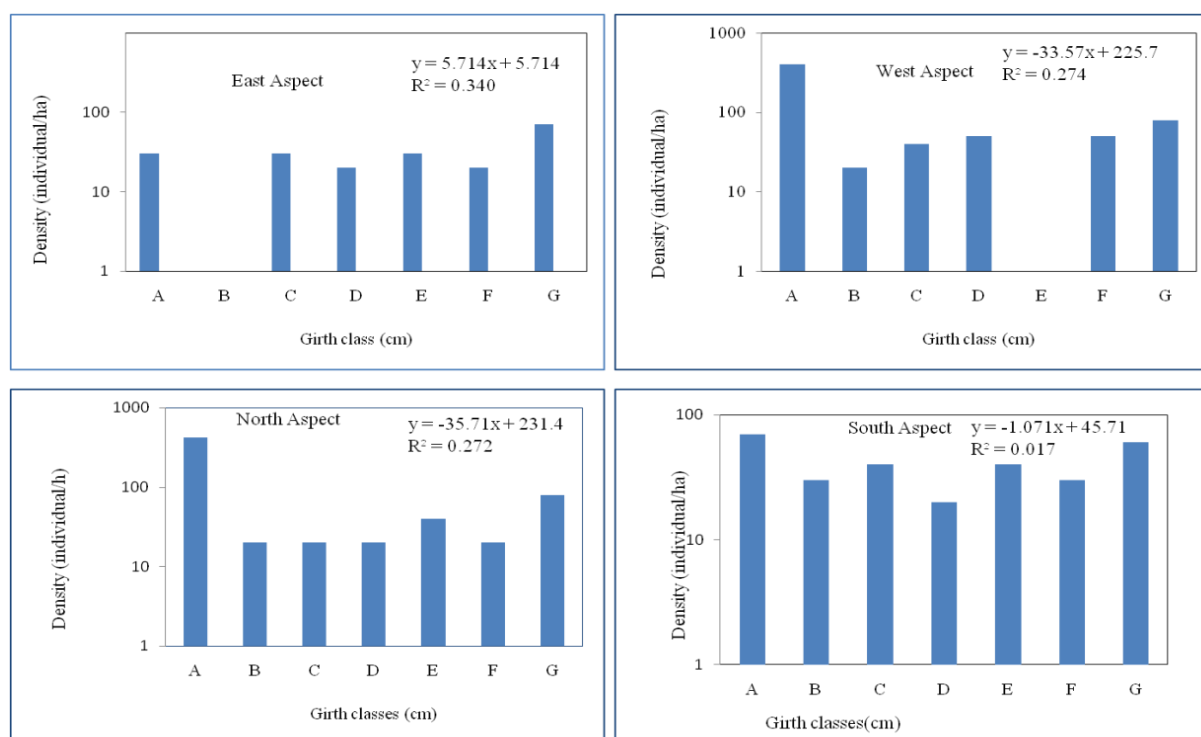 y = 5.714x + 5.714
R² = 0.340
East Aspect
Density (individual/ha)
100
10
1
A B C D E F G
Girth class (cm)
1000
y = -33.57x + 225.7
West Aspect
R² = 0.274
Density (individual/ha)
100
10
1
A B C D E F G
Girth class (cm)
1000
North Aspect
y = -35.71x + 231.4
R² = 0.272
Density (individual/h)
100
10
1
A B C D E F G
Girth classes (cm)
100
South Aspect y = -1.071x + 45.71
R² = 0.017
Density (individual/ha)
10
1
A B C D E F G
Girth classes(cm)